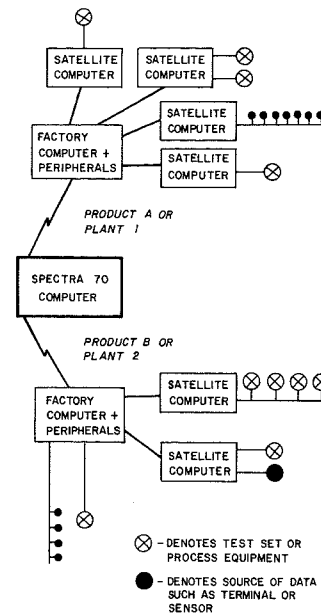 SATELLITE
COMPUTER
SATELLITE
COMPUTER
SATELLITE
COMPUTER
FACTORY
COMPUTER +
PERIPHERALS
SATELLITE
COMPUTER
PRODUCT A OR
PLANT 1
SPECTRA 70
COMPUTER
PRODUCT B OR
PLANT 2
SATELLITE
COMPUTER
FACTORY
COMPUTER +
PERIPHERALS
SATELLITE
COMPUTER
- DENOTES TEST SET OR
PROCESS EQUIPMENT
- DENOTES SOURCE OF DATA
SUCH AS TERMINAL OR
SENSOR